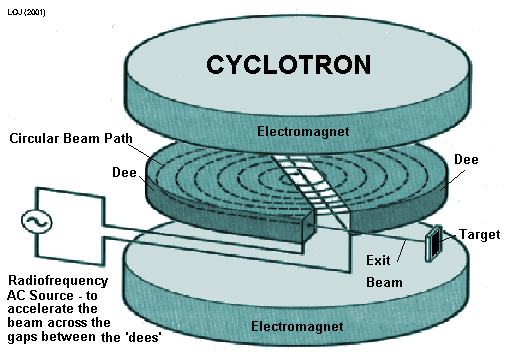 LOJ (2001)
CYCLOTRON
Electromagnet
Circular Beam Path
Dee
Dee
Target
Exit
Beam
Radiofrequency
AC Source - to
accelerate the
beam across the
gaps between the 'dees'
Electromagnet